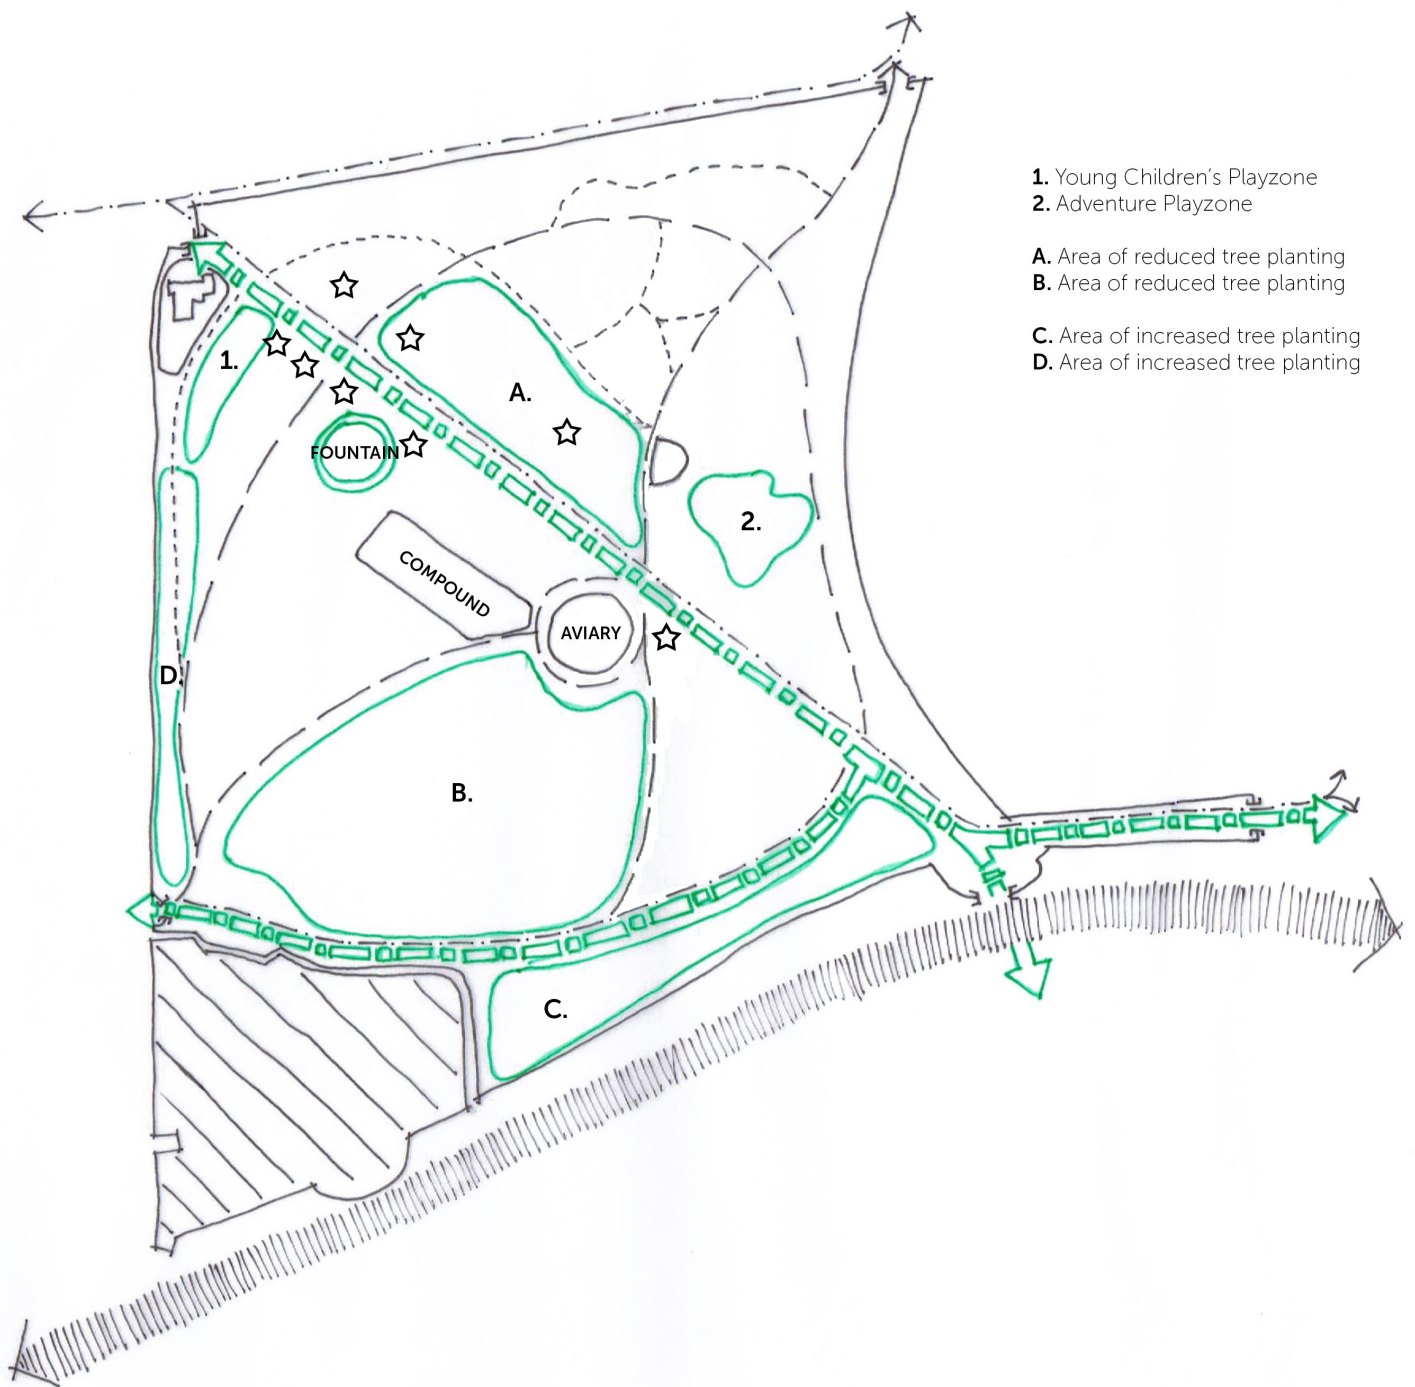 1. Young Children's Playzone
2. Adventure Playzone
A. Area of reduced tree planting
B. Area of reduced tree planting
C. Area of increased tree planting
D. Area of increased tree planting
1.
A.
FOUNTAIN
2.
COMPOUND
AVIARY
D.
B.
C.